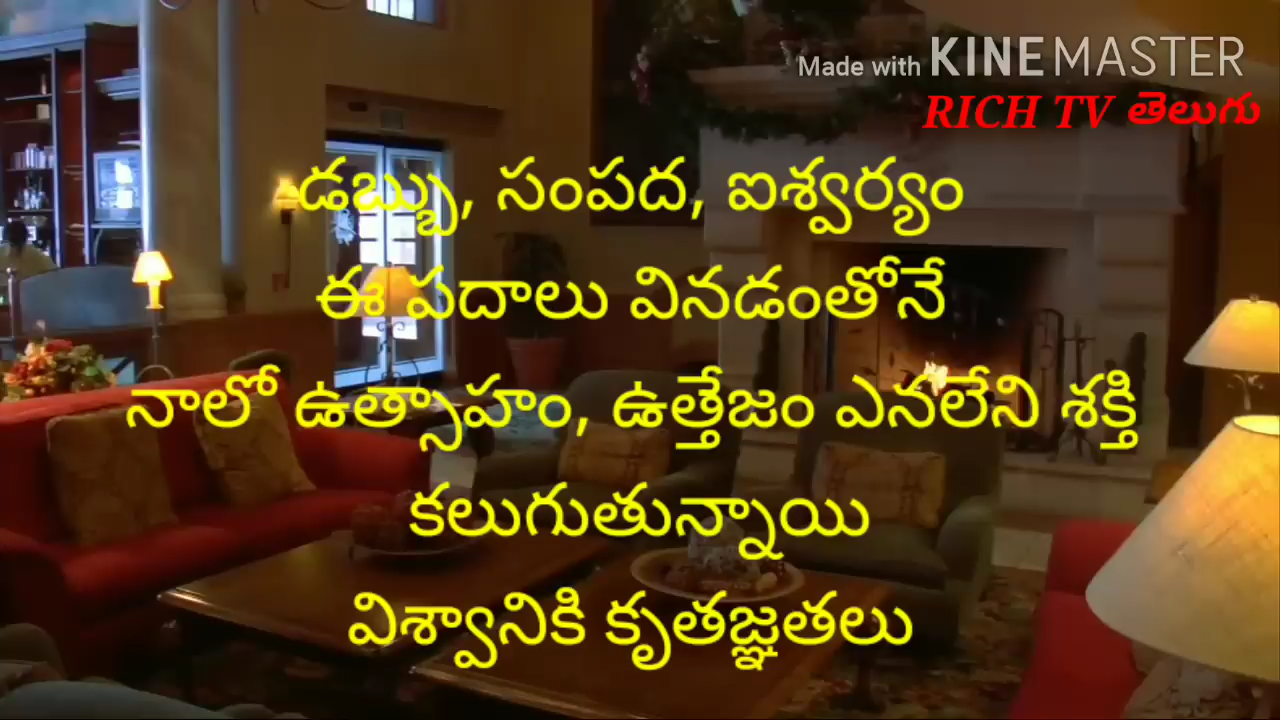 Made with KINEMASTER
RICH TV తెలుగు
డబ్బు, సంపద, ఐశ్వర్యం
ఈ పదాలు వినడంతోనే
నాలో ఉత్సాహం, ఉత్తేజం ఎనలేని శక్తి
కలుగుతున్నాయి
విశ్వానికి కృతజ్ఞతలు